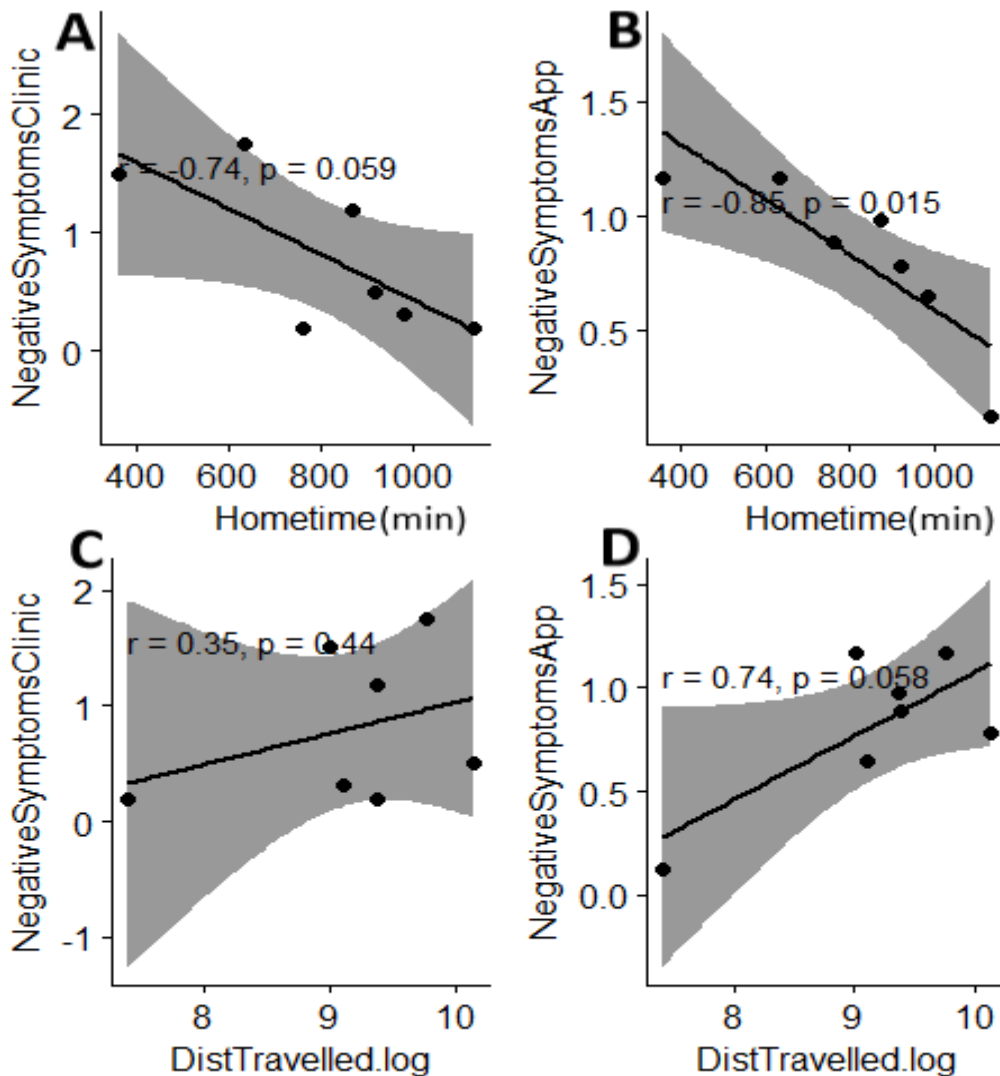 A
NegativeSymptomsClinic
2
1
0
r = -0.74, p = 0.059
400 600 800 1000
Hometime(min)
B
NegativeSymptomsApp
1.5
1.0
0.5
r = -0.85, p = 0.015
400 600 800 1000
Hometime(min)
C
NegativeSymptomsClinic
2
1
0
-1
r = 0.35, p = 0.44
8 9 10
DistTravelled.log
D
NegativeSymptomsApp
1.5
1.0
0.5
0.0
r = 0.74, p = 0.058
8 9 10
DistTravelled.log